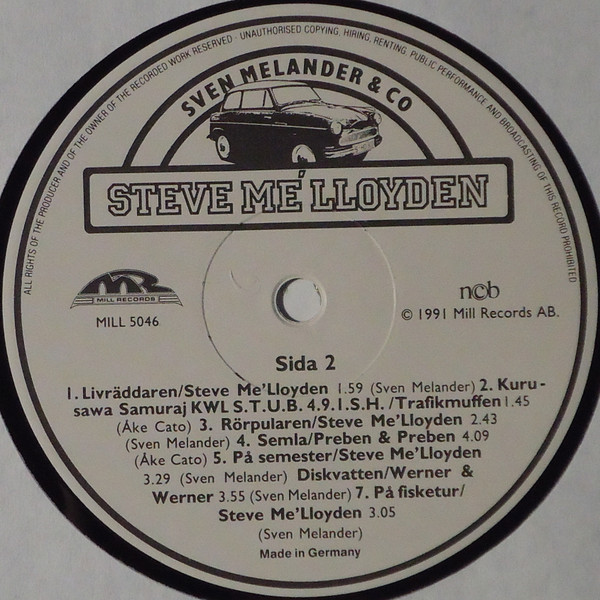 ALL RIGHTS OF THE PRODUCER AND OF THE OWNER OF THE RECORDED WORK RESERVED · UNAUTHORISED COPYING, HIRING, RENTING, PUBLIC PERFORMANCE AND BROADCASTING OF THIS RECORD PROHIBITED
SVEN MELANDER & CO
STEVE ME'LLOYDEN
MR
MILL RECORDS
MILL 5046
ncb
© 1991 Mill Records AB.
Sida 2
1. Livräddaren/Steve Me'Lloyden 1.59 (Sven Melander) 2. Kuru-
sawa Samuraj KWL S.T.U.B. 4.9.I.S.H. /Trafikmuffen 1.45
(Åke Cato) 3. Rörpularen/Steve Me'Lloyden 2.43
(Sven Melander) 4. Semla/Preben & Preben 4.09
(Åke Cato) 5. På semester/Steve Me'Lloyden
3.29 (Sven Melander) Diskvatten/Werner &
Werner 3.55 (Sven Melander) 7. På fisketur/
Steve Me'Lloyden 3.05
(Sven Melander)
Made in Germany